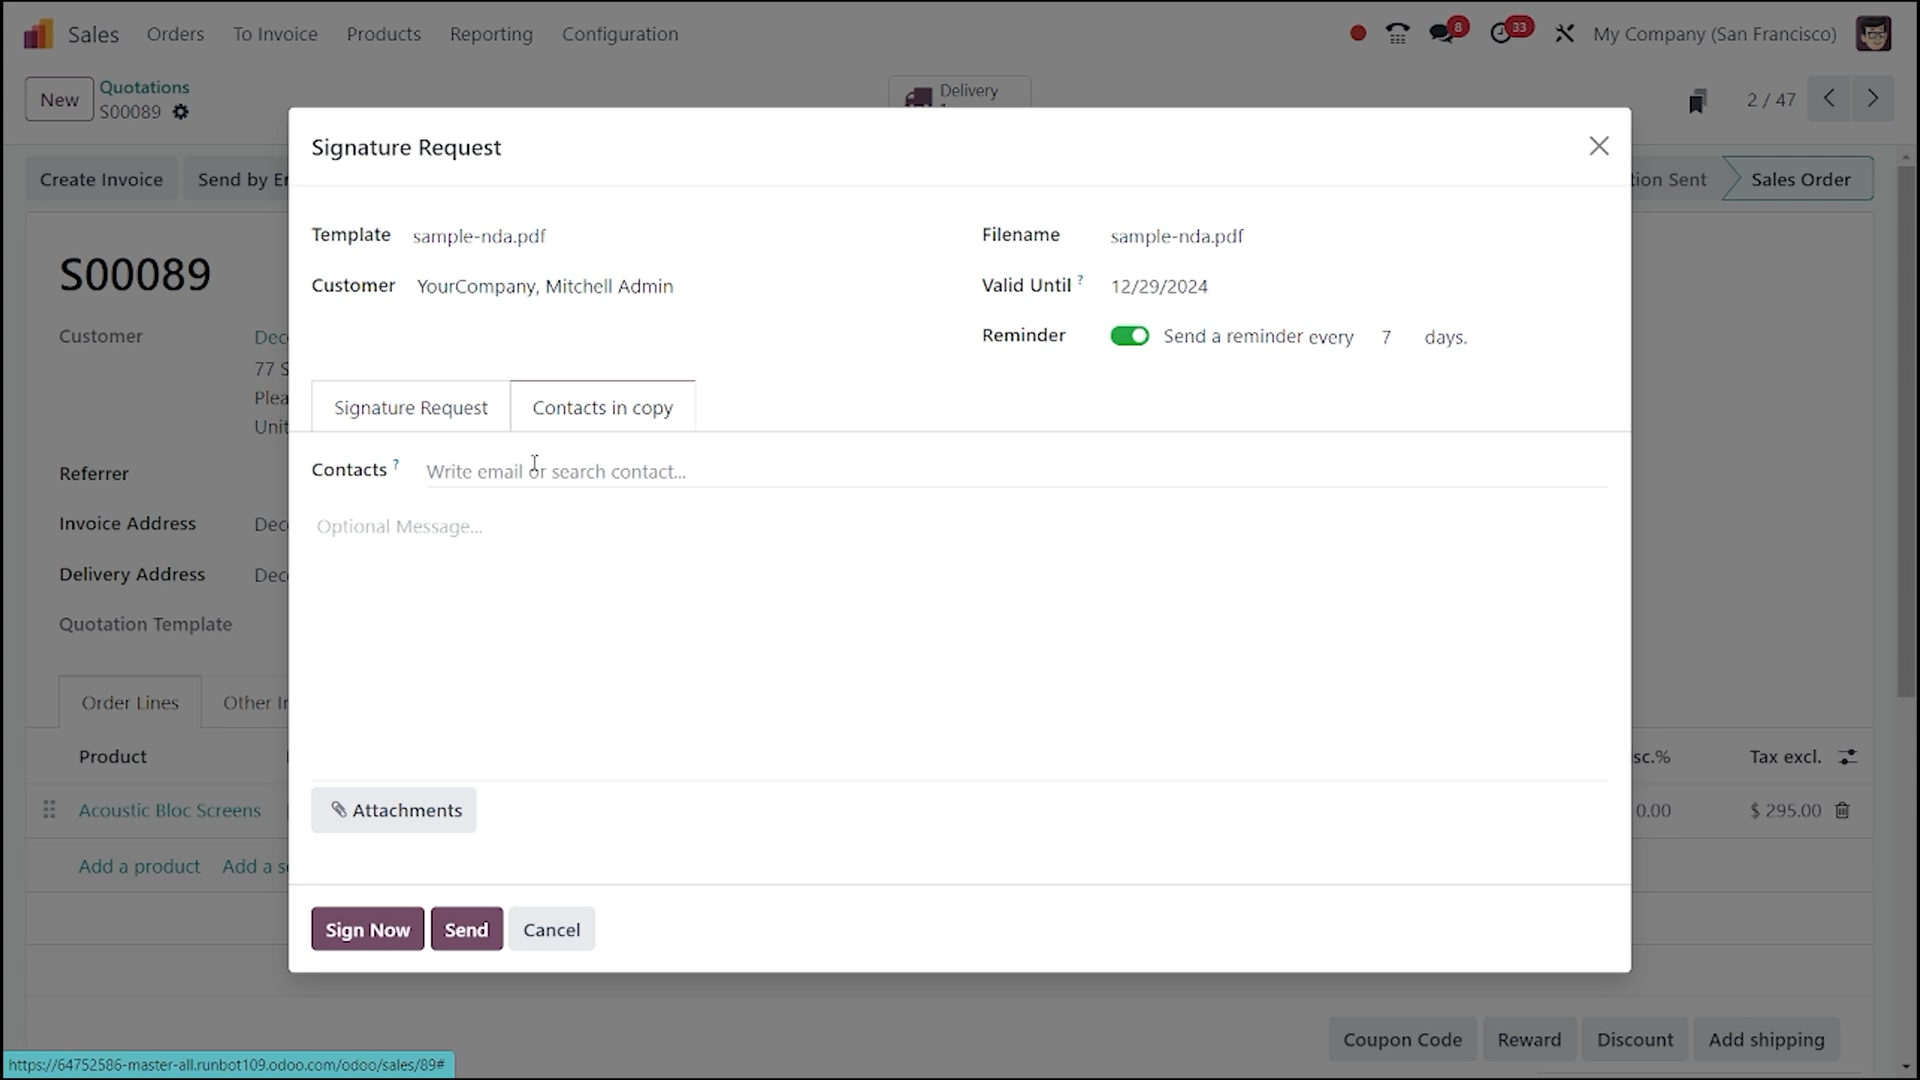 Sales Orders To Invoice Products Reporting Configuration 8 33 My Company (San Francisco)
New Quotations Delivery 2 / 47
S00089
Signature Request
Create Invoice Send by Er tion Sent Sales Order
Template sample-nda.pdf Filename sample-nda.pdf
S00089
Customer YourCompany, Mitchell Admin Valid Until ? 12/29/2024
Customer Dec Reminder Send a reminder every 7 days.
77 S
Plea
Unit
Signature Request Contacts in copy
Referrer
Contacts ? Write email or search contact...
Invoice Address Dec
Optional Message...
Delivery Address Dec
Quotation Template
Order Lines Other In
Product sc.% Tax excl.
Acoustic Bloc Screens 0.00 $ 295.00
Attachments
Add a product Add a se
Sign Now Send Cancel
Coupon Code Reward Discount Add shipping
https://64752586-master-all.runbot109.odoo.com/odoo/sales/89#